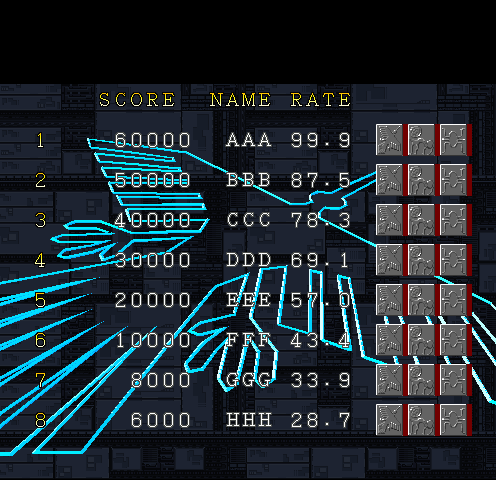 SCORE NAME RATE
1 60000 AAA 99.9
2 50000 BBB 87.5
3 40000 CCC 78.3
4 30000 DDD 69.1
5 20000 EEE 57.0
6 10000 FFF 43.4
7 8000 GGG 33.9
8 6000 HHH 28.7